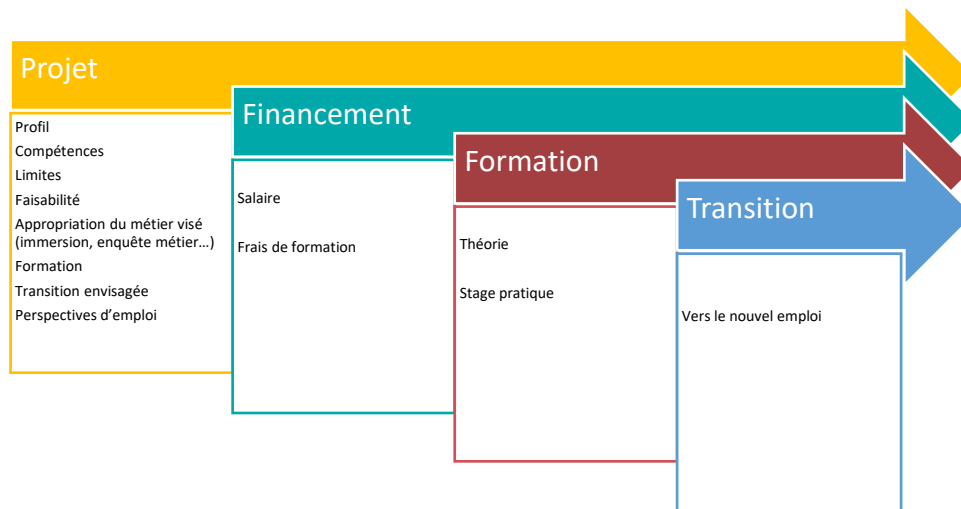 Projet
Profil
Compétences
Limites
Faisabilité
Appropriation du métier visé
(immersion, enquête métier…)
Formation
Transition envisagée
Perspectives d’emploi
Financement
Salaire
Frais de formation
Formation
Théorie
Stage pratique
Transition
Vers le nouvel emploi